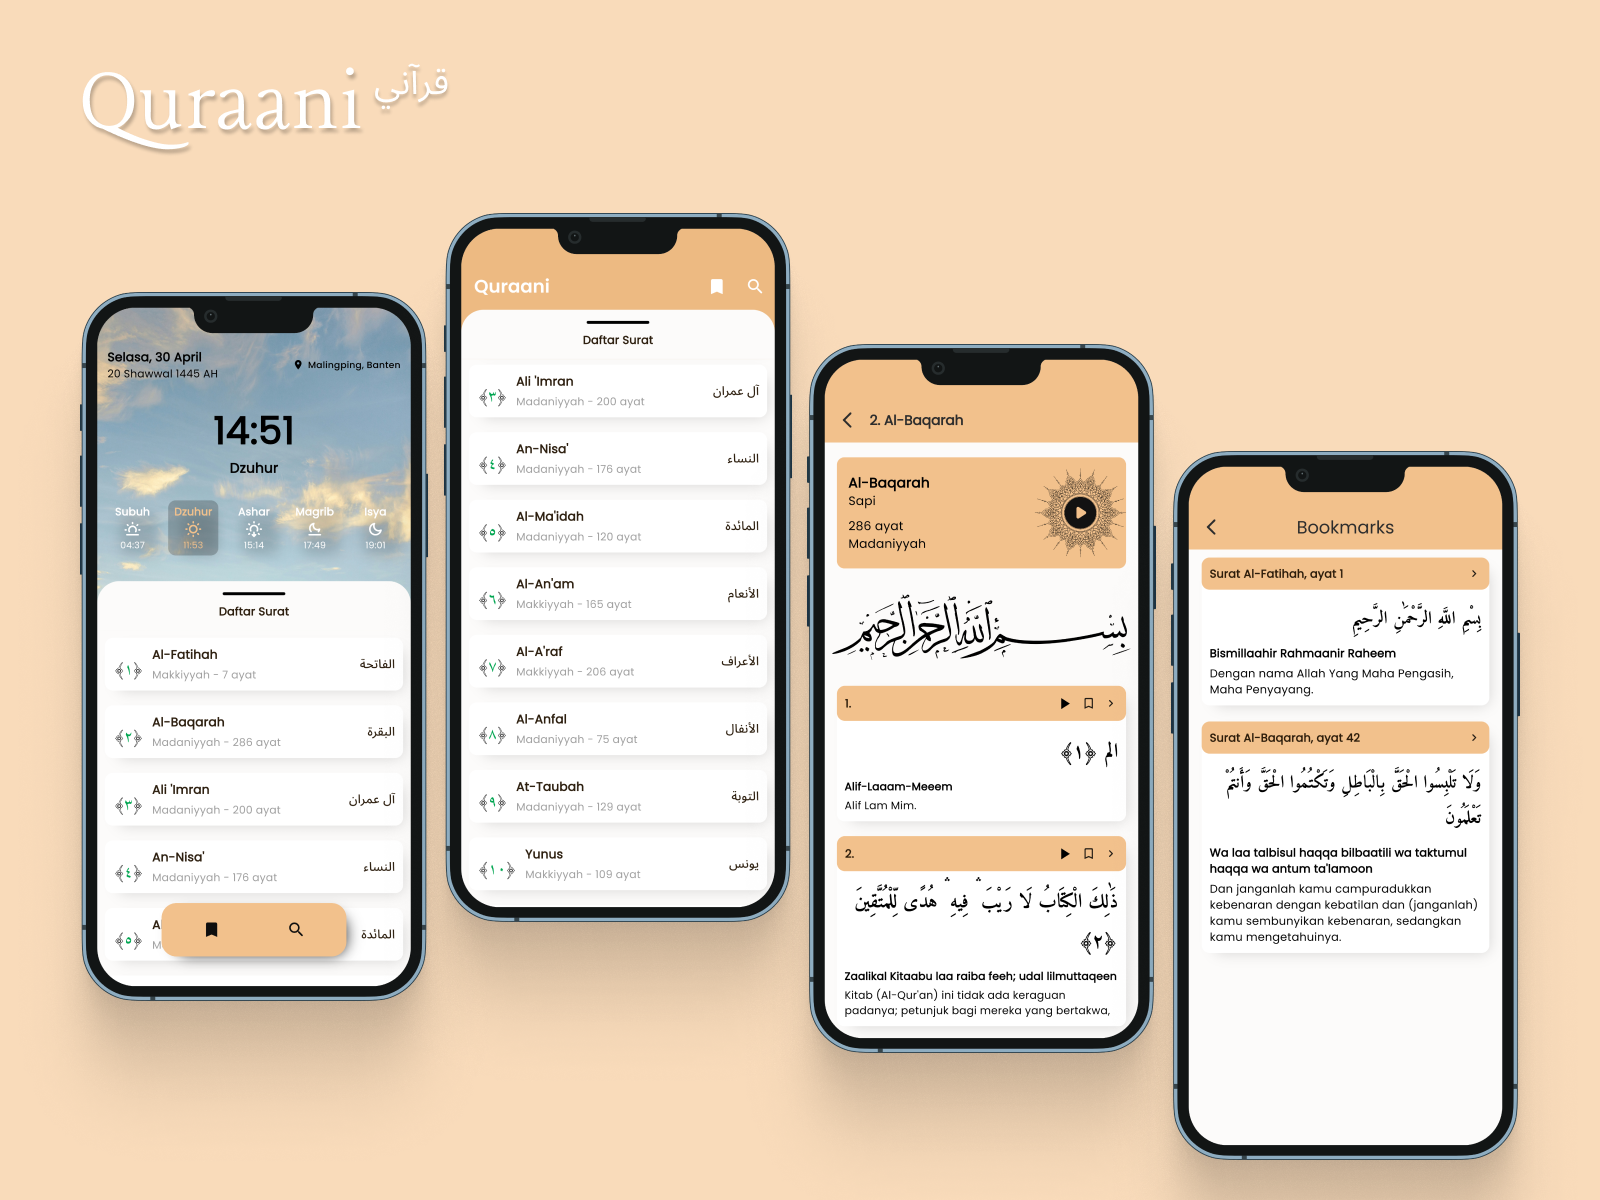 Quraani قرآني
Selasa, 30 April
20 Shawwal 1445 AH
Malingping, Banten
14:51
Dzuhur
Subuh Dzuhur Ashar Magrib Isya
04:37 11:53 15:14 17:49 19:01
Daftar Surat
Al-Fatihah
﴿١﴾ الفاتحة
Makkiyyah - 7 ayat
Al-Baqarah
﴿٢﴾ البقرة
Madaniyyah - 286 ayat
Ali 'Imran
﴿٣﴾ آل عمران
Madaniyyah - 200 ayat
An-Nisa'
﴿٤﴾ النساء
Madaniyyah - 176 ayat
A
﴿٥﴾ المائدة
M
Quraani
Daftar Surat
Ali 'Imran
﴿٣﴾ آل عمران
Madaniyyah - 200 ayat
An-Nisa'
﴿٤﴾ النساء
Madaniyyah - 176 ayat
Al-Ma'idah
﴿٥﴾ المائدة
Madaniyyah - 120 ayat
Al-An'am
﴿٦﴾ الأنعام
Makkiyyah - 165 ayat
Al-A'raf
﴿٧﴾ الأعراف
Makkiyyah - 206 ayat
Al-Anfal
﴿٨﴾ الأنفال
Madaniyyah - 75 ayat
At-Taubah
﴿٩﴾ التوبة
Madaniyyah - 129 ayat
Yunus
﴿١٠﴾ يونس
Makkiyyah - 109 ayat
2. Al-Baqarah
Al-Baqarah
Sapi
286 ayat
Madaniyyah
بسم الله الرحمن الرحيم
1.
الم ﴿١﴾
Alif-Laaam-Meeem
Alif Lam Mim.
2.
ذَٰلِكَ الْكِتَابُ لَا رَيْبَ ۛ فِيهِ ۛ هُدًى لِّلْمُتَّقِينَ
﴿٢﴾
Zaalikal Kitaabu laa raiba feeh; udal lilmuttaqeen
Kitab (Al-Qur'an) ini tidak ada keraguan
padanya; petunjuk bagi mereka yang bertakwa,
Bookmarks
Surat Al-Fatihah, ayat 1
بِسْمِ اللَّهِ الرَّحْمَٰنِ الرَّحِيمِ
Bismillaahir Rahmaanir Raheem
Dengan nama Allah Yang Maha Pengasih,
Maha Penyayang.
Surat Al-Baqarah, ayat 42
وَلَا تَلْبِسُوا الْحَقَّ بِالْبَاطِلِ وَتَكْتُمُوا الْحَقَّ وَأَنتُمْ
تَعْلَمُونَ
Wa laa talbisul haqqa bilbaatili wa taktumul
haqqa wa antum ta'lamoon
Dan janganlah kamu campuradukkan
kebenaran dengan kebatilan dan (janganlah)
kamu sembunyikan kebenaran, sedangkan
kamu mengetahuinya.